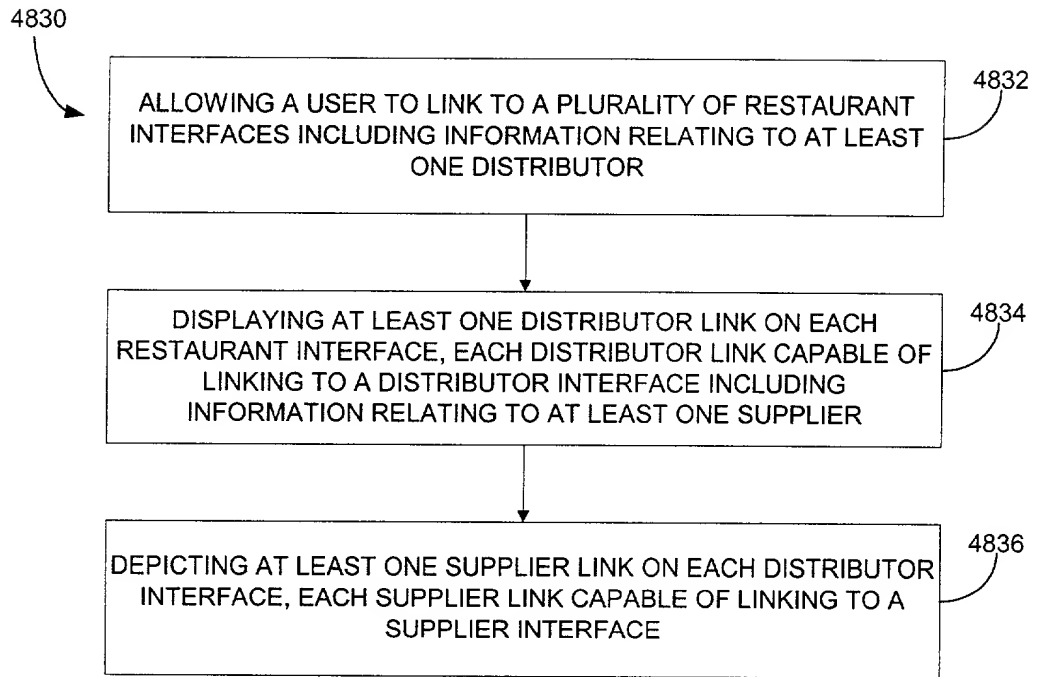 4830
ALLOWING A USER TO LINK TO A PLURALITY OF RESTAURANT
INTERFACES INCLUDING INFORMATION RELATING TO AT LEAST
ONE DISTRIBUTOR
4832
DISPLAYING AT LEAST ONE DISTRIBUTOR LINK ON EACH
RESTAURANT INTERFACE, EACH DISTRIBUTOR LINK CAPABLE OF
LINKING TO A DISTRIBUTOR INTERFACE INCLUDING
INFORMATION RELATING TO AT LEAST ONE SUPPLIER
4834
DEPICTING AT LEAST ONE SUPPLIER LINK ON EACH DISTRIBUTOR
INTERFACE, EACH SUPPLIER LINK CAPABLE OF LINKING TO A
SUPPLIER INTERFACE
4836